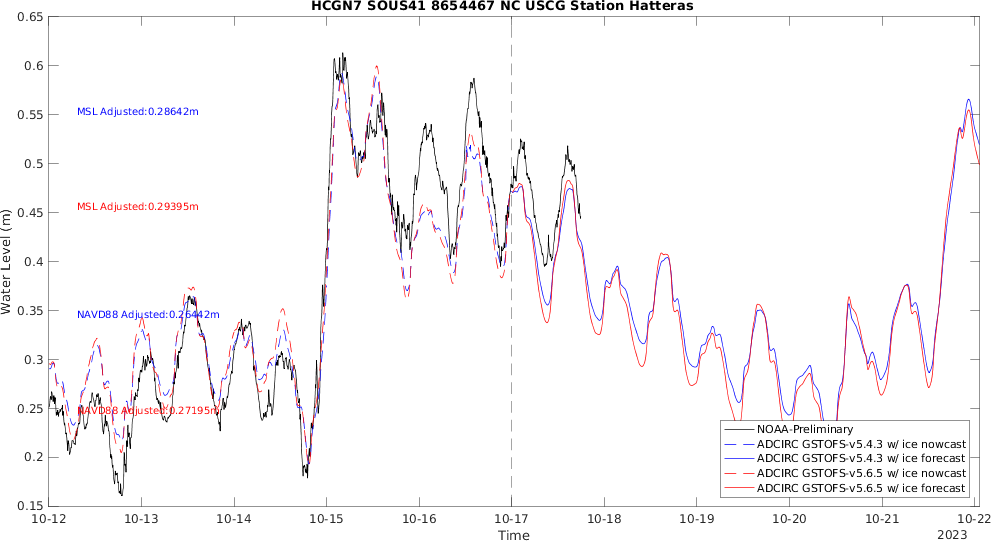 HCGN7 SOUS41 8654467 NC USCG Station Hatteras
0.65
0.6
0.55
0.5
0.45
0.4
0.35
0.3
0.25
0.2
0.15
Water Level (m)
MSL Adjusted:0.28642m
MSL Adjusted:0.29395m
NAVD88 Adjusted:0.26442m
NAVD88 Adjusted:0.27195m
NOAA-Preliminary
ADCIRC GSTOFS-v5.4.3 w/ ice nowcast
ADCIRC GSTOFS-v5.4.3 w/ ice forecast
ADCIRC GSTOFS-v5.6.5 w/ ice nowcast
ADCIRC GSTOFS-v5.6.5 w/ ice forecast
10-12 10-13 10-14 10-15 10-16 10-17 10-18 10-19 10-20 10-21 10-22
Time
2023